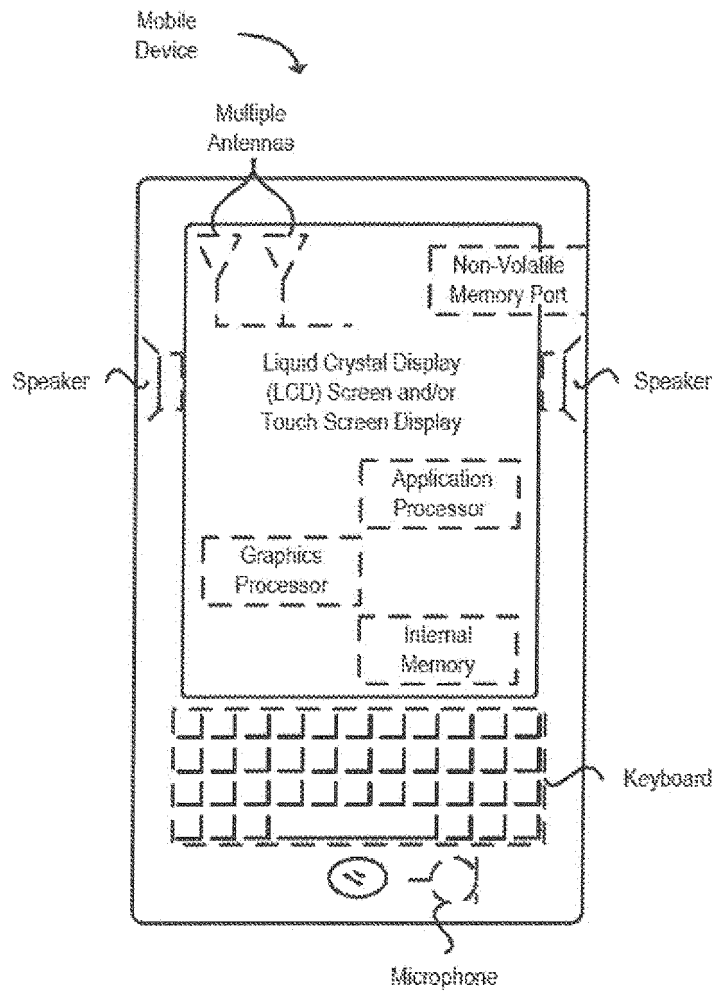 Mobile
Device
Multiple
Antennas
Non-Volatile
Memory Port
Speaker
Liquid Crystal Display
(LCD) Screen and/or
Touch Screen Display
Speaker
Application
Processor
Graphics
Processor
Internal
Memory
Keyboard
Microphone